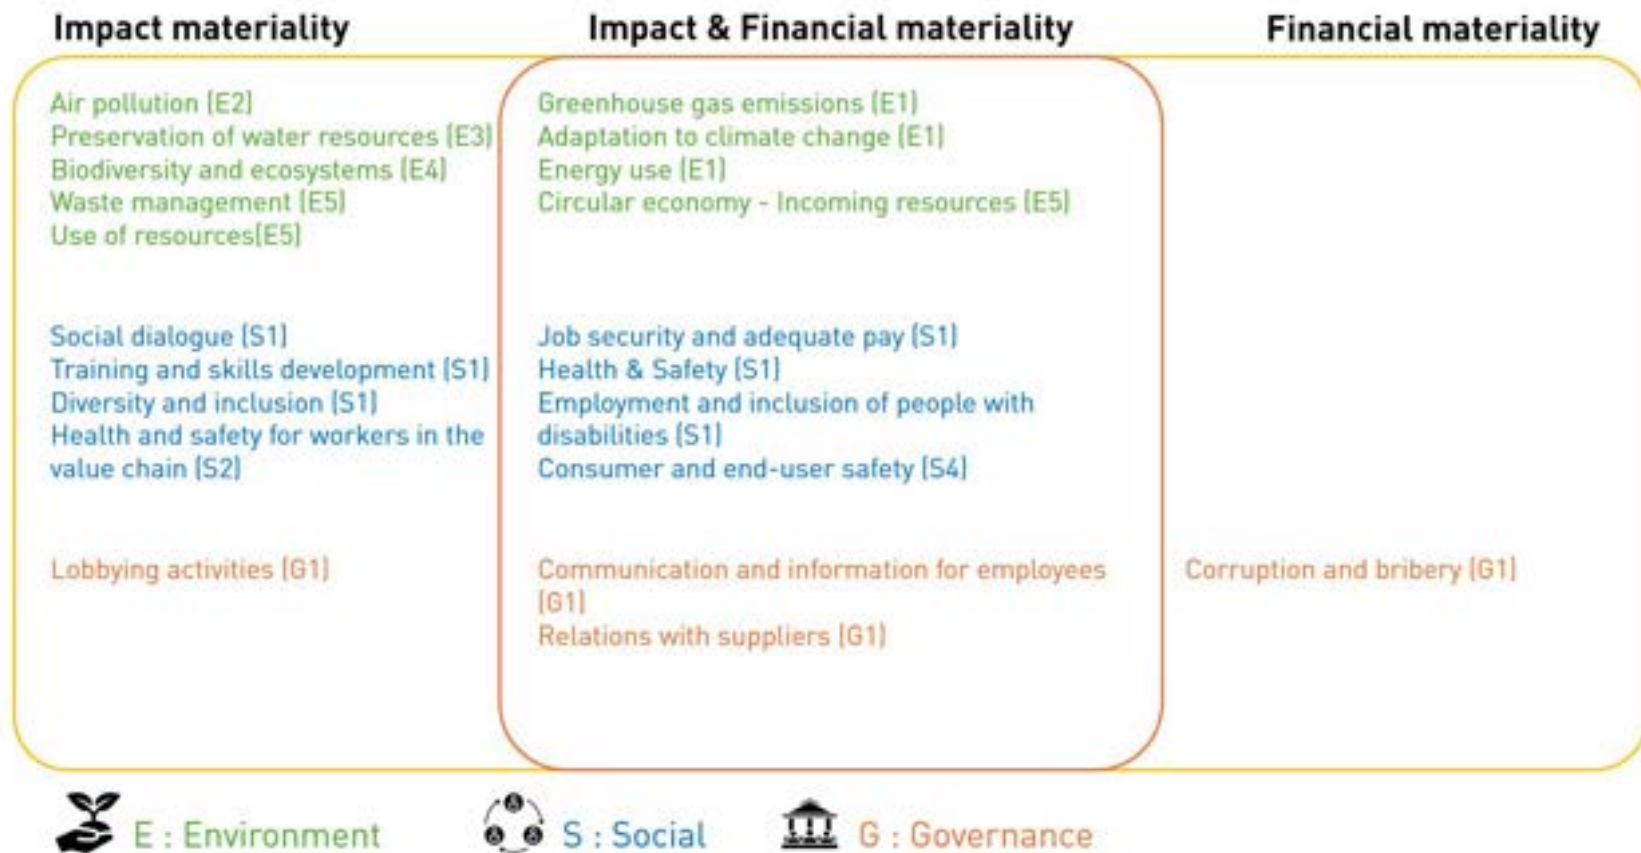 Impact materiality
Air pollution (E2)
Preservation of water resources (E3)
Biodiversity and ecosystems (E4)
Waste management (E5)
Use of resources(E5)
Social dialogue (S1)
Training and skills development (S1)
Diversity and inclusion (S1)
Health and safety for workers in the
value chain (S2)
Lobbying activities (G1)
Impact & Financial materiality
Greenhouse gas emissions (E1)
Adaptation to climate change (E1)
Energy use (E1)
Circular economy - Incoming resources (E5)
Job security and adequate pay (S1)
Health & Safety (S1)
Employment and inclusion of people with
disabilities (S1)
Consumer and end-user safety (S4)
Communication and information for employees
(G1)
Relations with suppliers (G1)
Financial materiality
Corruption and bribery (G1)
E : Environment
S : Social
G : Governance